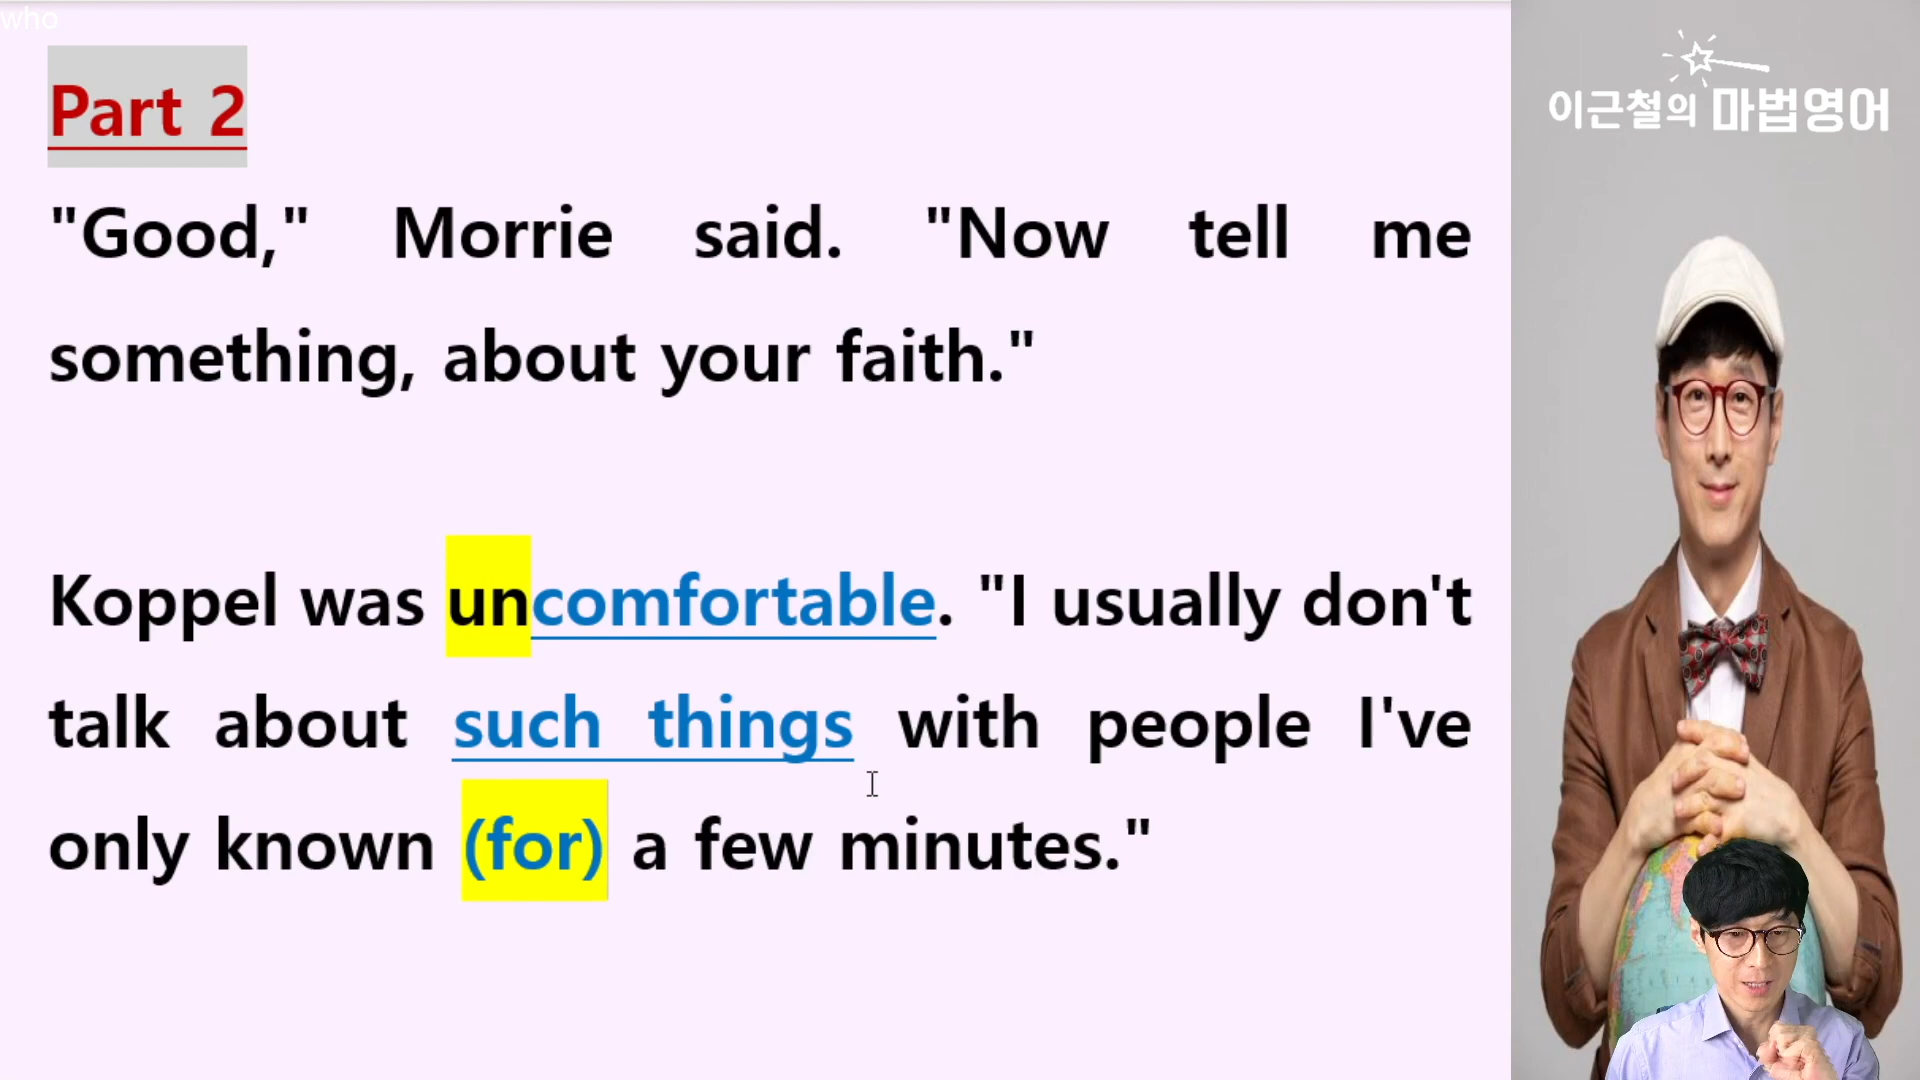 who
Part 2
"Good," Morrie said. "Now tell me
something, about your faith."
Koppel was uncomfortable. "I usually don't
talk about such things with people I've
only known (for) a few minutes."
이근철의 마법영어